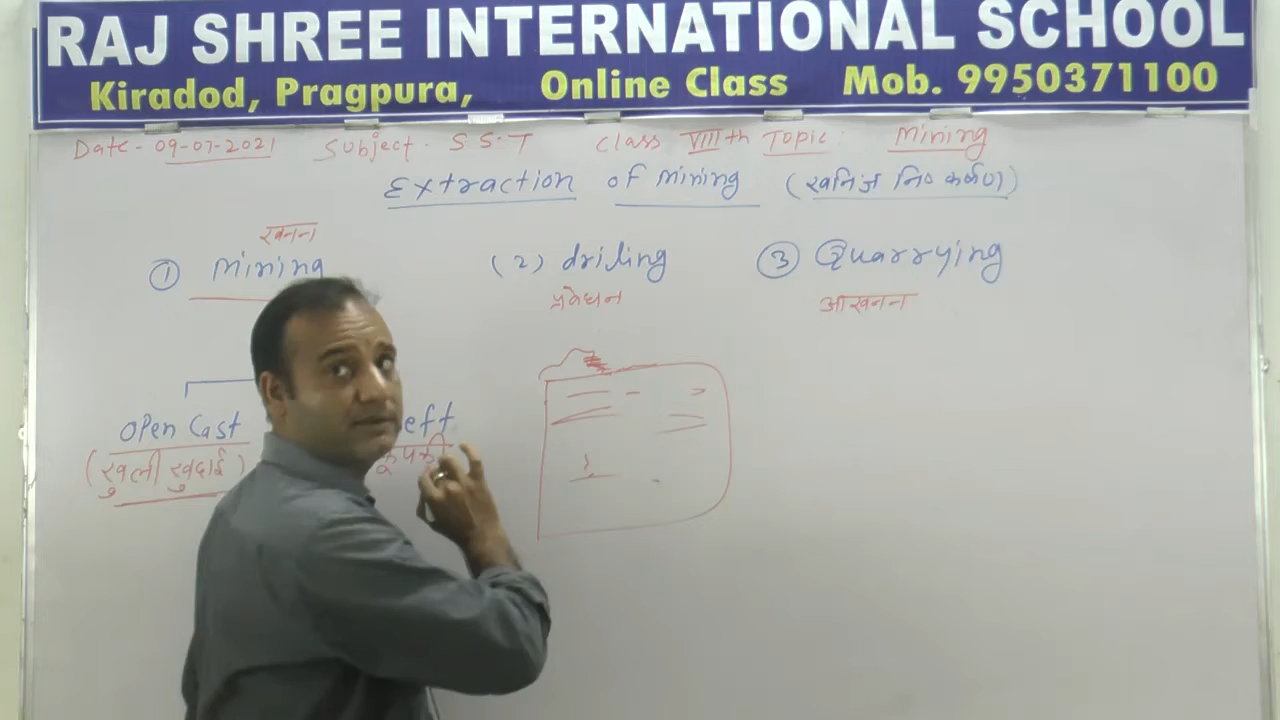 RAJ SHREE INTERNATIONAL SCHOOL
Kiradod, Pragpura, Online Class Mob. 9950371100
Date - 09-07-2021 Subject - S.S.T Class VIIIth Topic: Mining
Extraction of mining (खनिज निष्कर्षण)
खनन
① Mining (2) driling ③ Quarrying
प्रवेधन आखनन
Open Cast eft
(खुली खुदाई) कूपकी